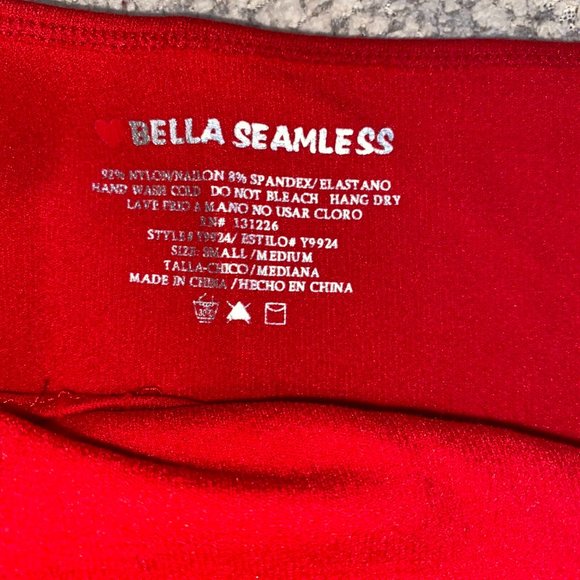 BELLA SEAMLESS
92% NYLON/NAILON 8% SPANDEX/ELASTANO
HAND WASH COLD DO NOT BLEACH HANG DRY
LAVE FRIO A MANO NO USAR CLORO
RN# 131226
STYLE# Y9924/ ESTILO# Y9924
SIZE: SMALL/MEDIUM
TALLA-CHICO/MEDIANA
MADE IN CHINA/HECHO EN CHINA